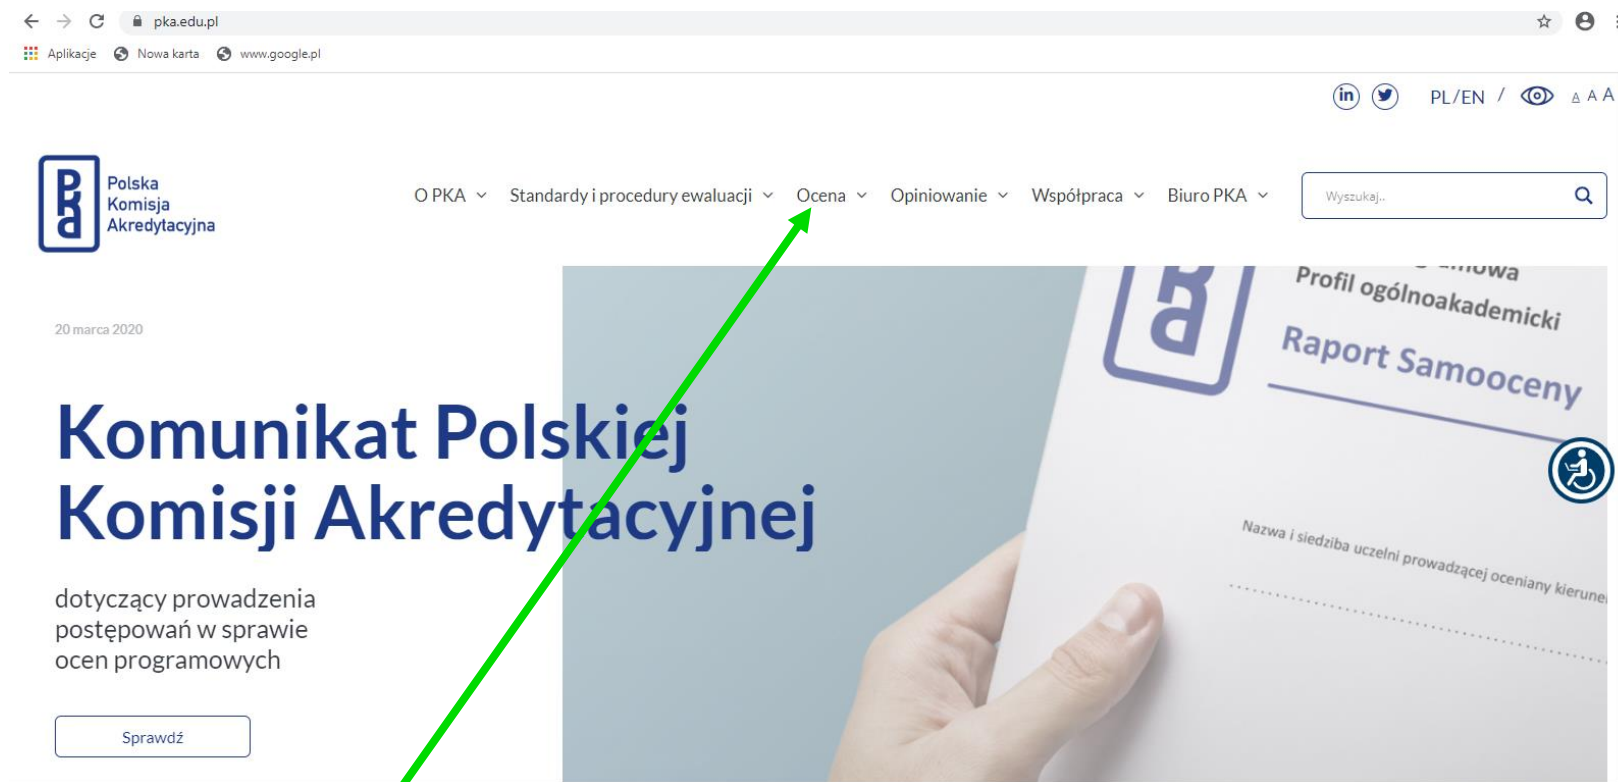 pka.edu.pl
Aplikacje Nowa karta www.google.pl
in PL/EN / A A A
Polska
Komisja
Akredytacyjna
O PKA Standardy i procedury ewaluacji Ocena Opiniowanie Współpraca Biuro PKA Wyszukaj..
20 marca 2020
Komunikat Polskiej
Komisji Akredytacyjnej
dotyczący prowadzenia
postępowań w sprawie
ocen programowych
Sprawdź
Profil ogólnoakademicki
Raport Samooceny
Nazwa i siedziba uczelni prowadzącej oceniany